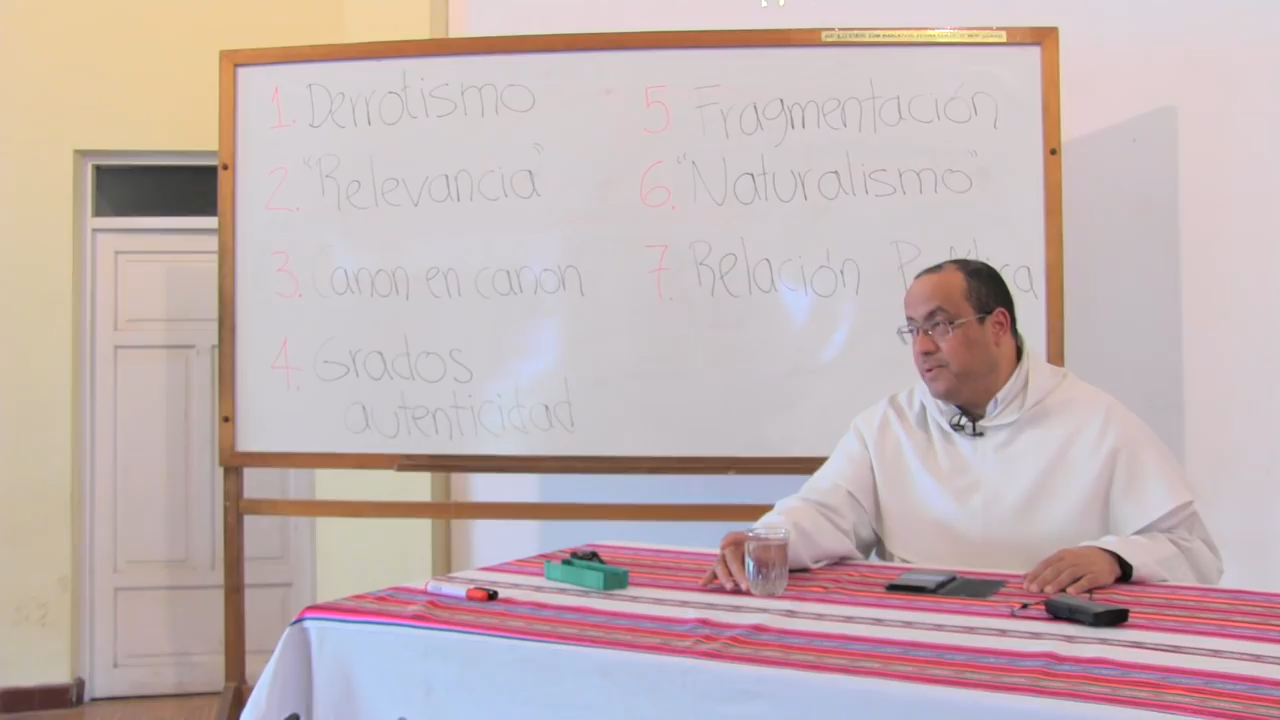 1. Derrotismo
2. "Relevancia"
3. Canon en canon
4. Grados
autenticidad
5 Fragmentación
6. "Naturalismo"
7. Relación